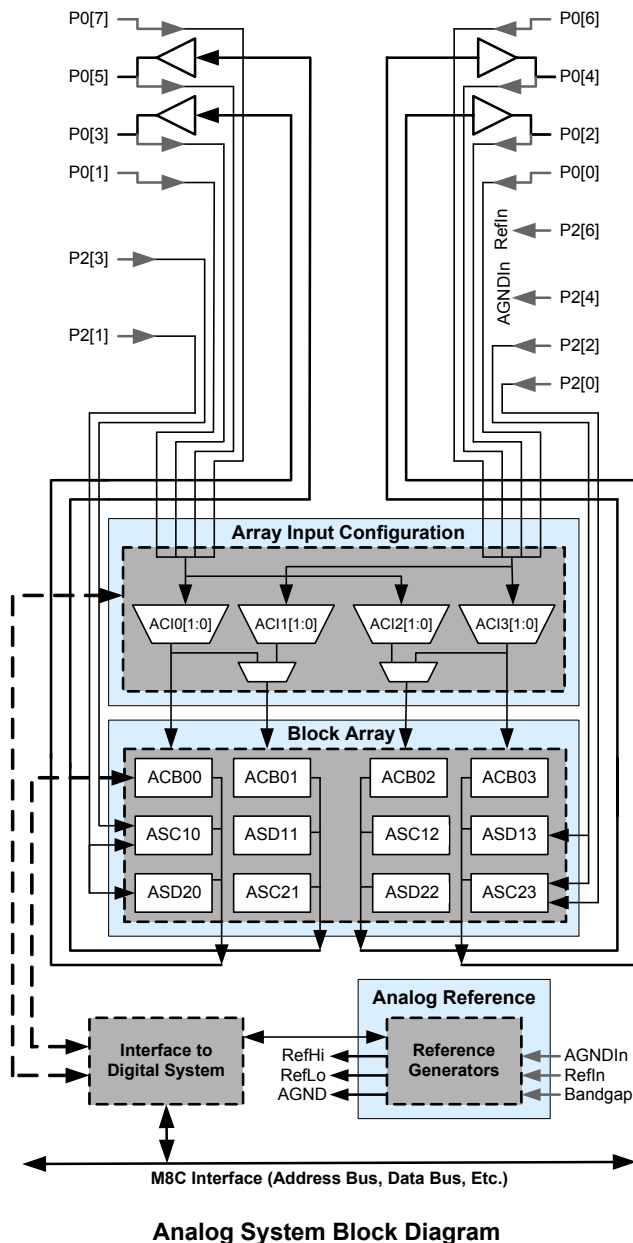 P0[7] P0[6]
P0[5] P0[4]
P0[3] P0[2]
P0[1] P0[0]
RefIn P2[6]
P2[3]
AGNDIn P2[4]
P2[1] P2[2]
P2[0]
Array Input Configuration
ACI0[1:0] ACI1[1:0] ACI2[1:0] ACI3[1:0]
Block Array
ACB00 ACB01 ACB02 ACB03
ASC10 ASD11 ASC12 ASD13
ASD20 ASC21 ASD22 ASC23
Analog Reference
Interface to
Digital System
RefHi
RefLo
AGND
Reference
Generators
AGNDIn
RefIn
Bandgap
M8C Interface (Address Bus, Data Bus, Etc.)
Analog System Block Diagram